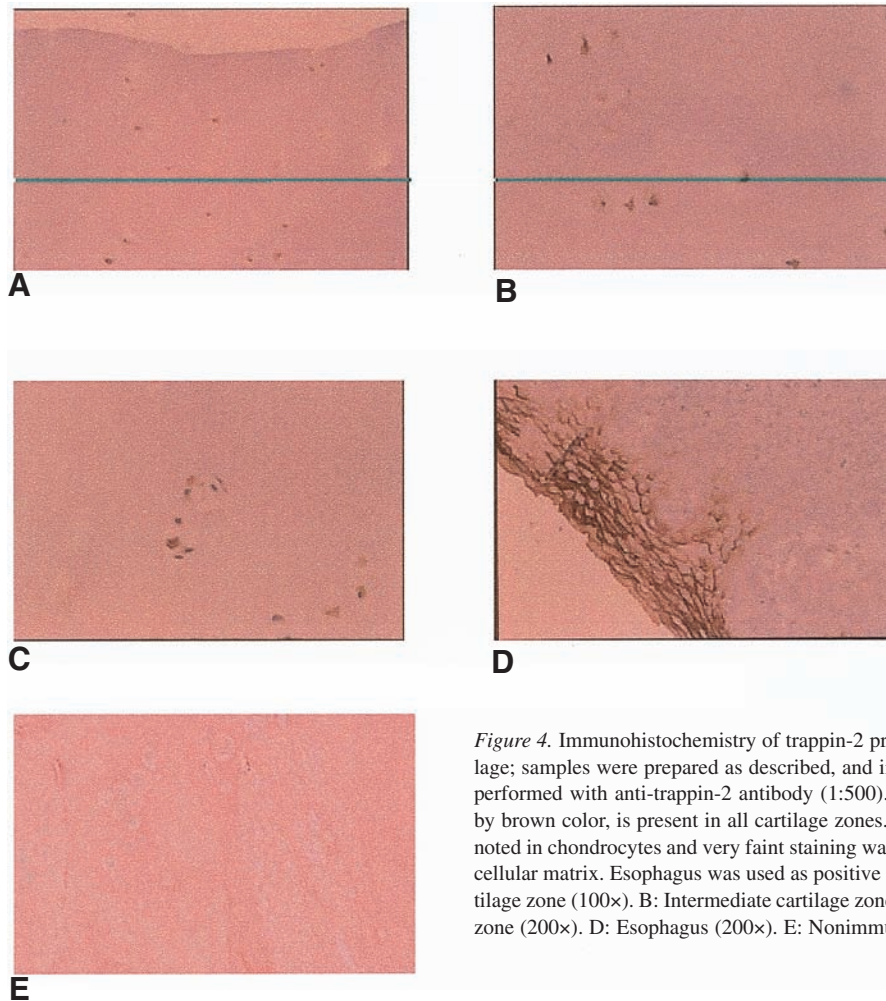 A
B
C
D
E
Figure 4. Immunohistochemistry of trappin-2 pr
lage; samples were prepared as described, and i
performed with anti-trappin-2 antibody (1:500).
by brown color, is present in all cartilage zones.
noted in chondrocytes and very faint staining wa
cellular matrix. Esophagus was used as positive
tilage zone (100×). B: Intermediate cartilage zon
zone (200×). D: Esophagus (200×). E: Nonimmu